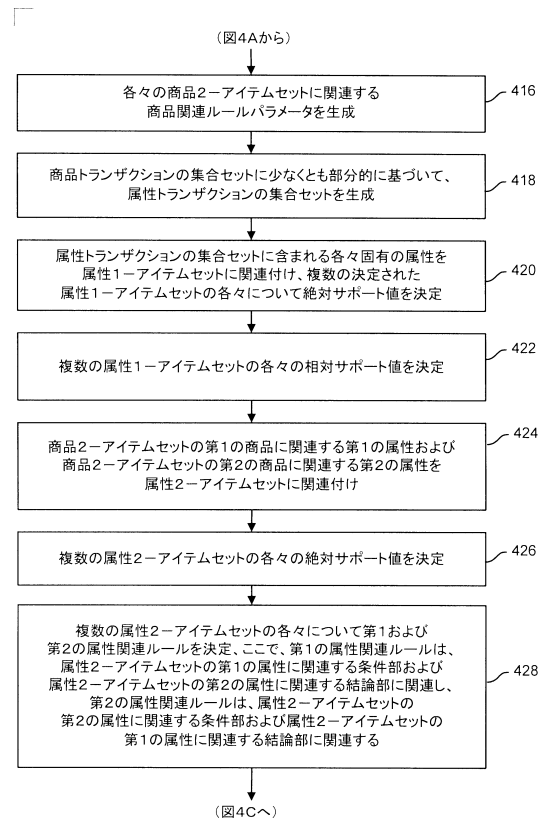 (図4Aから)
各々の商品2－アイテムセットに関連する
商品関連ルールパラメータを生成
416
商品トランザクションの集合セットに少なくとも部分的に基づいて、
属性トランザクションの集合セットを生成
418
属性トランザクションの集合セットに含まれる各々固有の属性を
属性1－アイテムセットに関連付け、複数の決定された
属性1－アイテムセットの各々について絶対サポート値を決定
420
複数の属性1－アイテムセットの各々の相対サポート値を決定
422
商品2－アイテムセットの第1の商品に関連する第1の属性および
商品2－アイテムセットの第2の商品に関連する第2の属性を
属性2－アイテムセットに関連付け
424
複数の属性2－アイテムセットの各々の絶対サポート値を決定
426
複数の属性2－アイテムセットの各々について第1および
第2の属性関連ルールを決定、ここで、第1の属性関連ルールは、
属性2－アイテムセットの第1の属性に関する条件部および
属性2－アイテムセットの第2の属性に関する結論部に関連し、
第2の属性関連ルールは、属性2－アイテムセットの
第2の属性に関する条件部および属性2－アイテムセットの
第1の属性に関する結論部に関連する
428
(図4Cへ)